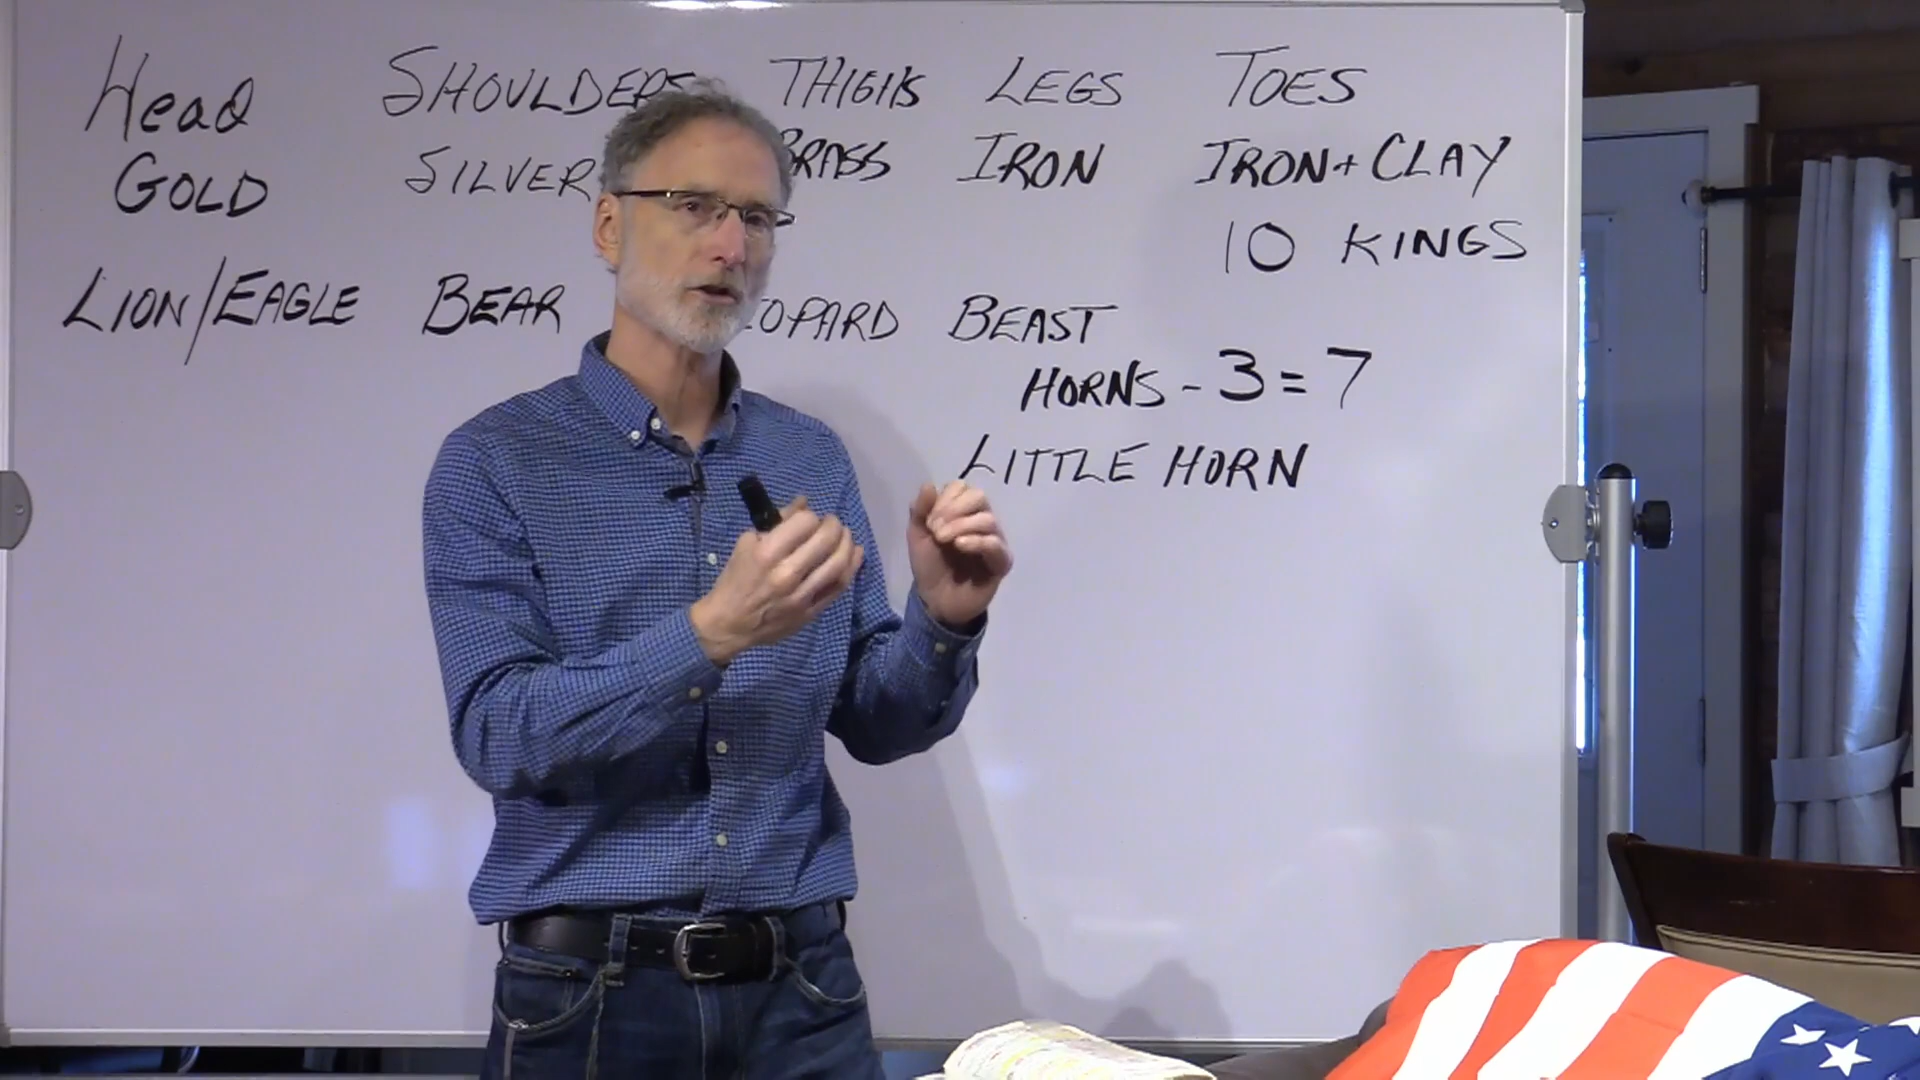 Head SHOULDERS THIGHS LEGS TOES
GOLD SILVER BRASS IRON IRON + CLAY
10 KINGS
LION/EAGLE BEAR LEOPARD BEAST
HORNS - 3 = 7
LITTLE HORN